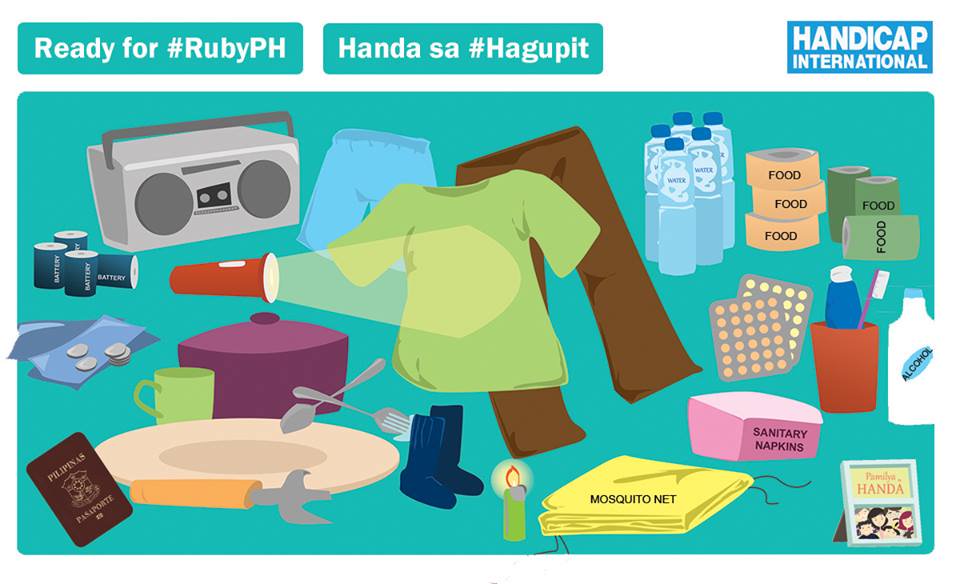 Ready for #RubyPH
Handa sa #Hagupit
HANDICAP
INTERNATIONAL
WATER
WATER
FOOD
FOOD
FOOD
FOOD
FOOD
BATTERY
BATTERY
BATTERY
ALCOHOL
SANITARY
NAPKINS
MOSQUITO NET
PILIPINAS
PASAPORTE
Pamilya
HANDA